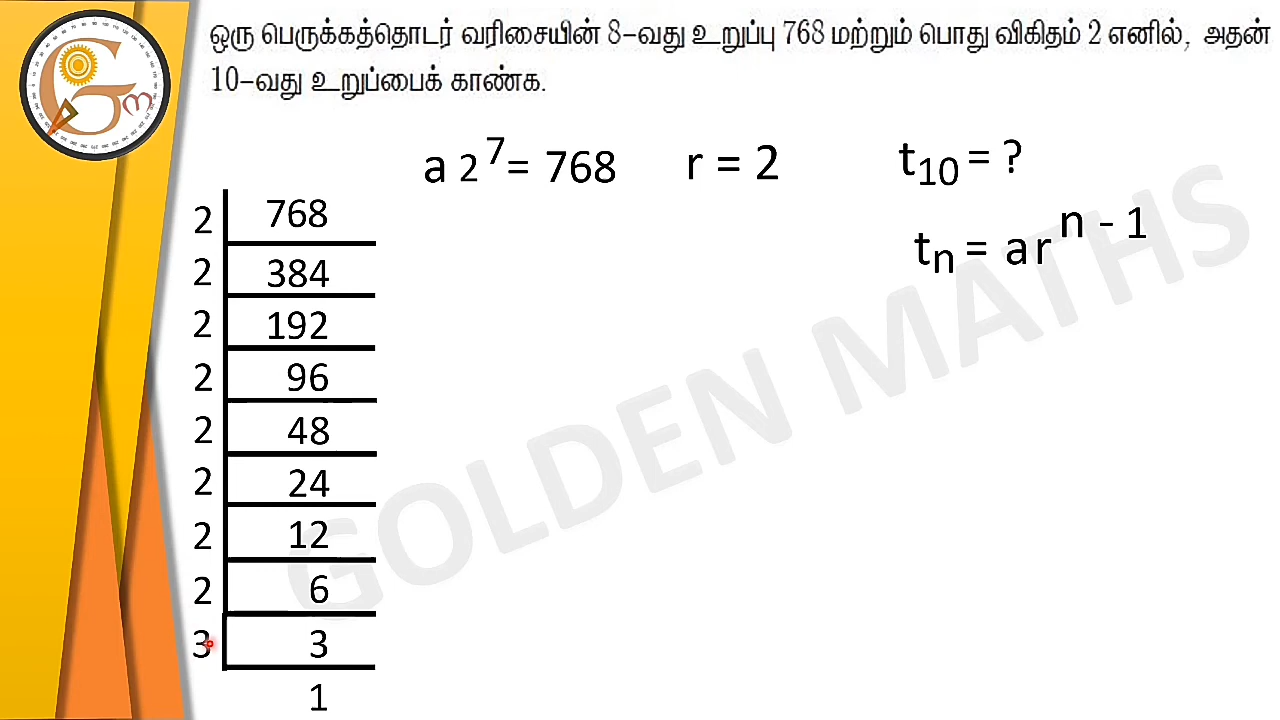 ஒரு பெருக்கத்தொடர் வரிசையின் 8-வது உறுப்பு 768 மற்றும் பொது விகிதம் 2 எனில், அதன்
10-வது உறுப்பைக் காண்க.
a 2⁷ = 768 r = 2 t₁₀ = ?
tₙ = arⁿ⁻¹
2 768
2 384
2 192
2 96
2 48
2 24
2 12
2 6
3 3
1
GOLDEN MATHS